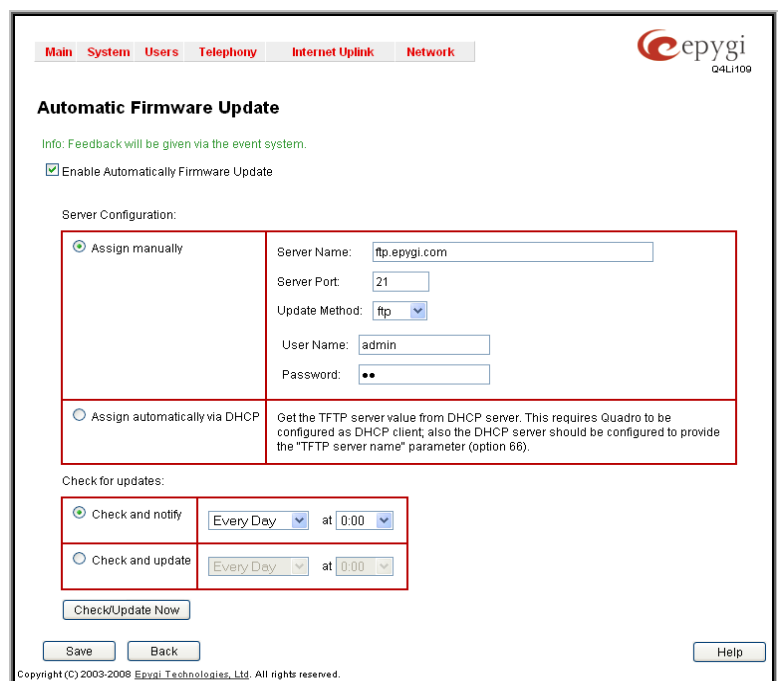 Main System Users Telephony Internet Uplink Network
epygi
Q4Li109
Automatic Firmware Update
Info: Feedback will be given via the event system.
Enable Automatically Firmware Update
Server Configuration:
Assign manually
Server Name: ftp.epygi.com
Server Port: 21
Update Method: ftp
User Name: admin
Password: ●●
Assign automatically via DHCP
Get the TFTP server value from DHCP server. This requires Quadro to be
configured as DHCP client; also the DHCP server should be configured to provide
the "TFTP server name" parameter (option 66).
Check for updates:
Check and notify Every Day at 0:00
Check and update Every Day at 0:00
Check/Update Now
Save Back Help
Copyright (C) 2003-2008 Epygi Technologies, Ltd. All rights reserved.